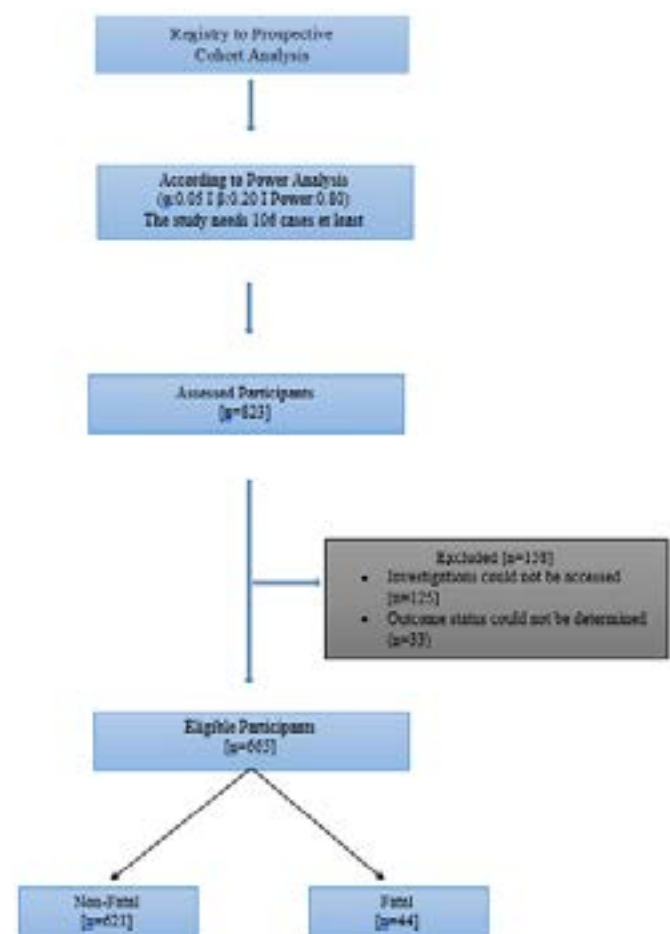 Registry to Prospective
Cohort Analysis
According to Power Analysis
(φ:0.05 I β:0.20 I Power:0.80)
The study needs 106 cases et least
Assessed Participants
[n=823]
Excluded [n=158]
• Investigations could not be accessed
[n=125]
• Outcome status could not be determined
(n=33)
Eligible Participants
[n=665]
Non-Fatal
[n=621]
Fatal
[n=44]